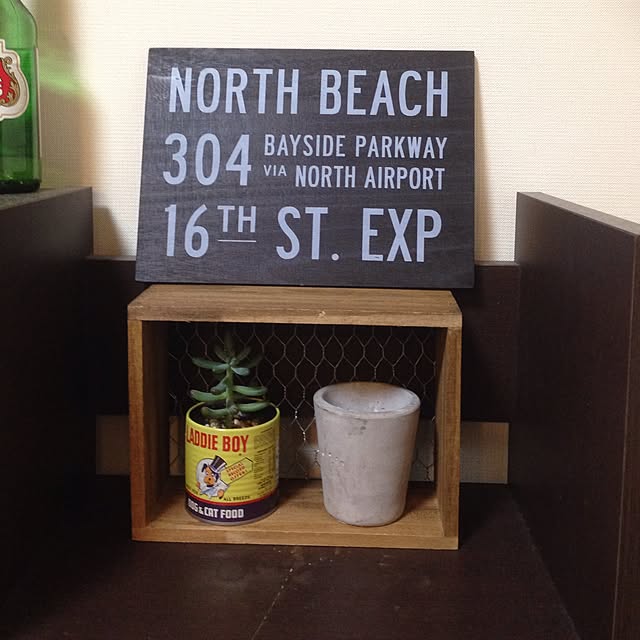 NORTH BEACH
304 BAYSIDE PARKWAY
VIA NORTH AIRPORT
16TH ST. EXP
LADDIE BOY
ALL BREEDS
DOG & CAT FOOD